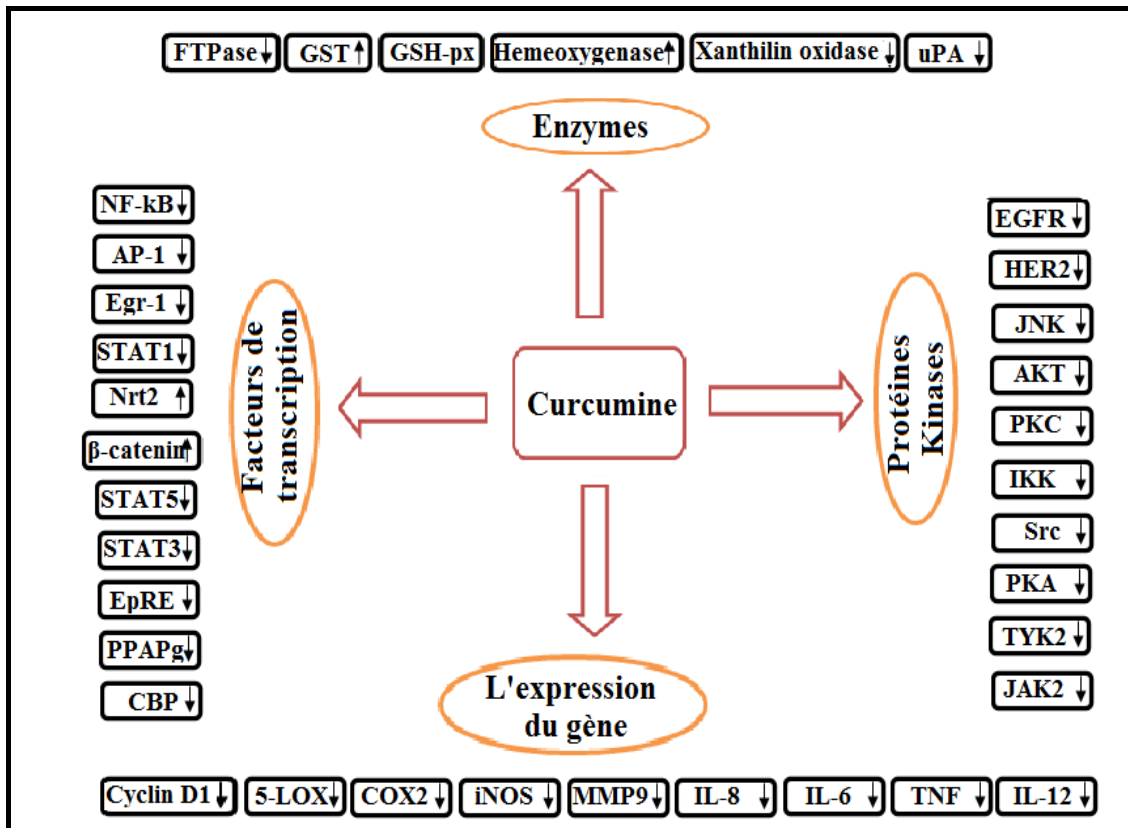 FTPase↓ GST↑ GSH-px Hemeoxygenase↑ Xanthilin oxidase↓ uPA↓
Enzymes
NF-kB↓
AP-1↓
Egr-1↓
STAT1↓
Nrt2↑
β-catenin↑
STAT5↓
STAT3↓
EpRE↓
PPAPg↓
CBP↓
Facteurs de
transcription
Curcumine
Protéines
Kinases
EGFR↓
HER2↓
JNK↓
AKT↓
PKC↓
IKK↓
Src↓
PKA↓
TYK2↓
JAK2↓
L'expression
du gène
Cyclin D1↓ 5-LOX↓ COX2↓ iNOS↓ MMP9↓ IL-8↓ IL-6↓ TNF↓ IL-12↓